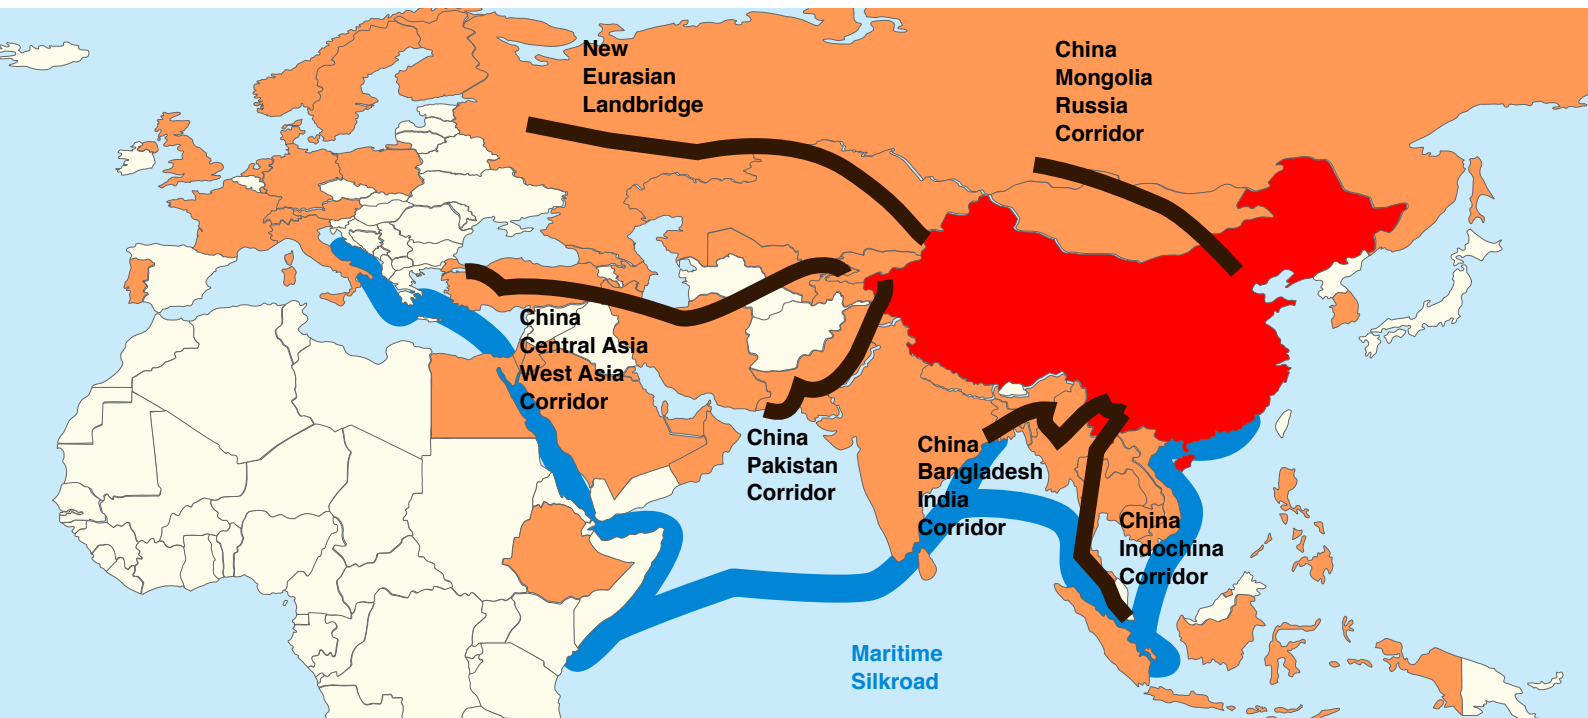 New
Eurasian
Landbridge
China
Mongolia
Russia
Corridor
China
Central Asia
West Asia
Corridor
China
Pakistan
Corridor
China
Bangladesh
India
Corridor
China
Indochina
Corridor
Maritime
Silkroad